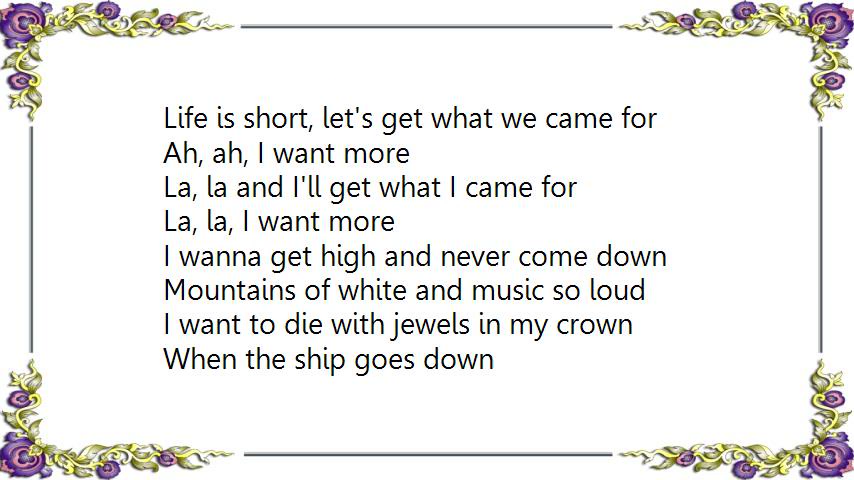 Life is short, let's get what we came for
Ah, ah, I want more
La, la and I'll get what I came for
La, la, I want more
I wanna get high and never come down
Mountains of white and music so loud
I want to die with jewels in my crown
When the ship goes down